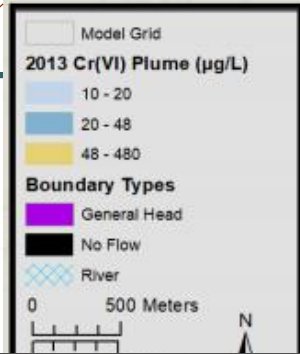 Model Grid
2013 Cr(VI) Plume (µg/L)
10 - 20
20 - 48
48 - 480
Boundary Types
General Head
No Flow
River
0 500 Meters
N